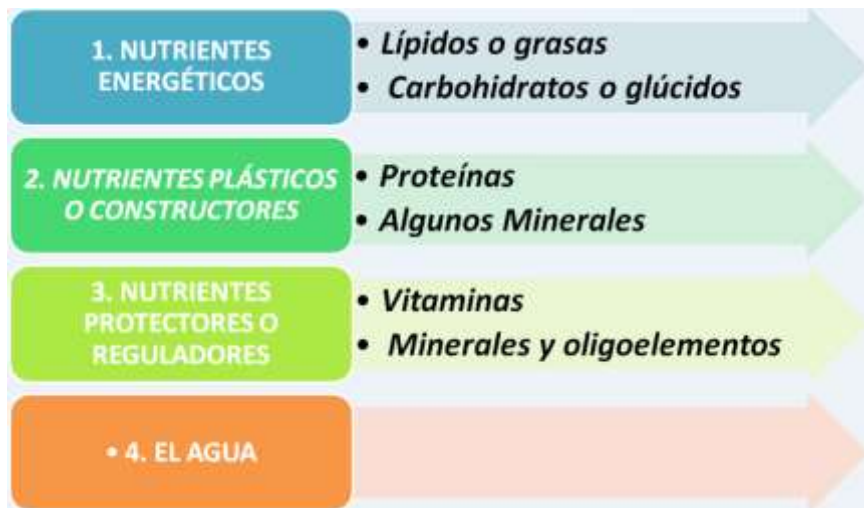 1. NUTRIENTES
ENERGÉTICOS
• Lípidos o grasas
• Carbohidratos o glúcidos
2. NUTRIENTES PLÁSTICOS
O CONSTRUCTORES
• Proteínas
• Algunos Minerales
3. NUTRIENTES
PROTECTORES O
REGULADORES
• Vitaminas
• Minerales y oligoelementos
• 4. EL AGUA